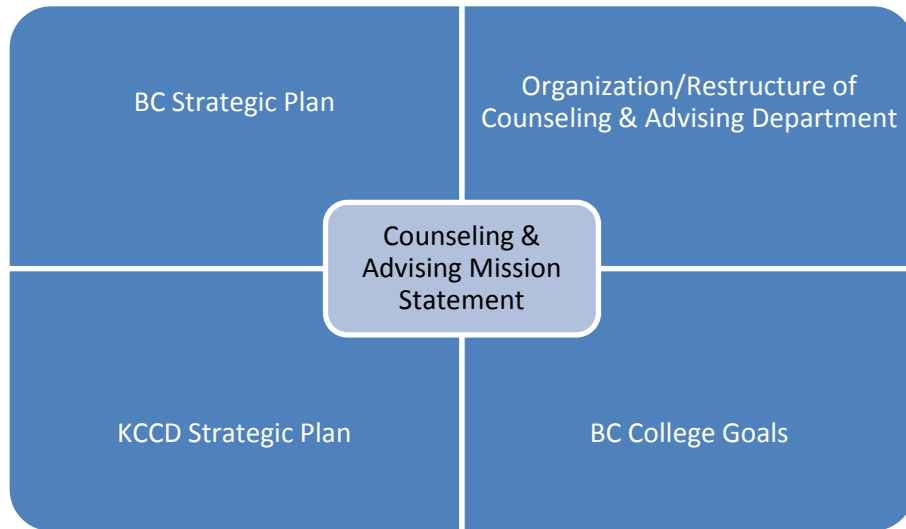 BC Strategic Plan
Organization/Restructure of
Counseling & Advising Department
Counseling &
Advising Mission
Statement
KCCD Strategic Plan
BC College Goals